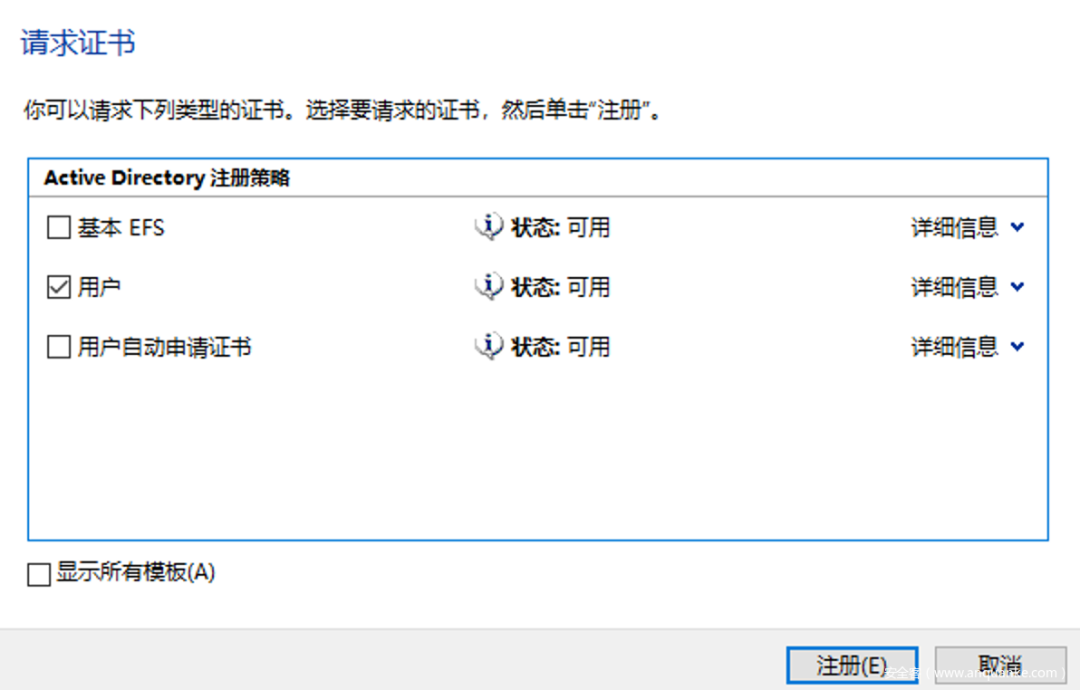 请求证书
你可以请求下列类型的证书。选择要请求的证书，然后单击“注册”。
Active Directory 注册策略
基本 EFS 状态: 可用 详细信息
用户 状态: 可用 详细信息
用户自动申请证书 状态: 可用 详细信息
显示所有模板(A)
注册(E) 取消
安全客 ( www.anquanke.com )